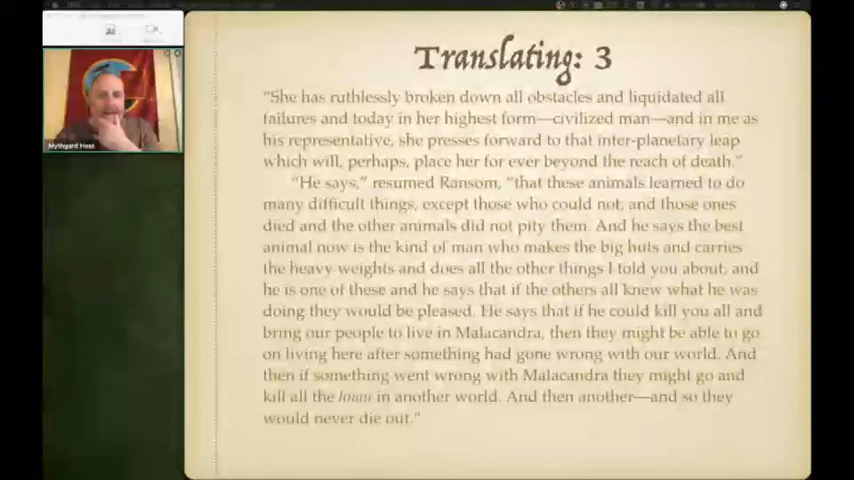 Translating: 3
"She has ruthlessly broken down all obstacles and liquidated all
failures and today in her highest form—civilized man—and in me as
his representative, she presses forward to that inter-planetary leap
which will, perhaps, place her for ever beyond the reach of death."
"He says," resumed Ransom, "that these animals learned to do
many difficult things, except those who could not, and those ones
died and the other animals did not pity them. And he says the best
animal now is the kind of man who makes the big huts and carries
the heavy weights and does all the other things I told you about, and
he is one of these and he says that if the others all knew what he was
doing they would be pleased. He says that if he could kill you all and
bring our people to live in Malacandra, then they might be able to go
on living here after something had gone wrong with our world. And
then if something went wrong with Malacandra they might go and
kill all the hnau in another world. And then another—and so they
would never die out."
Mythgard Host